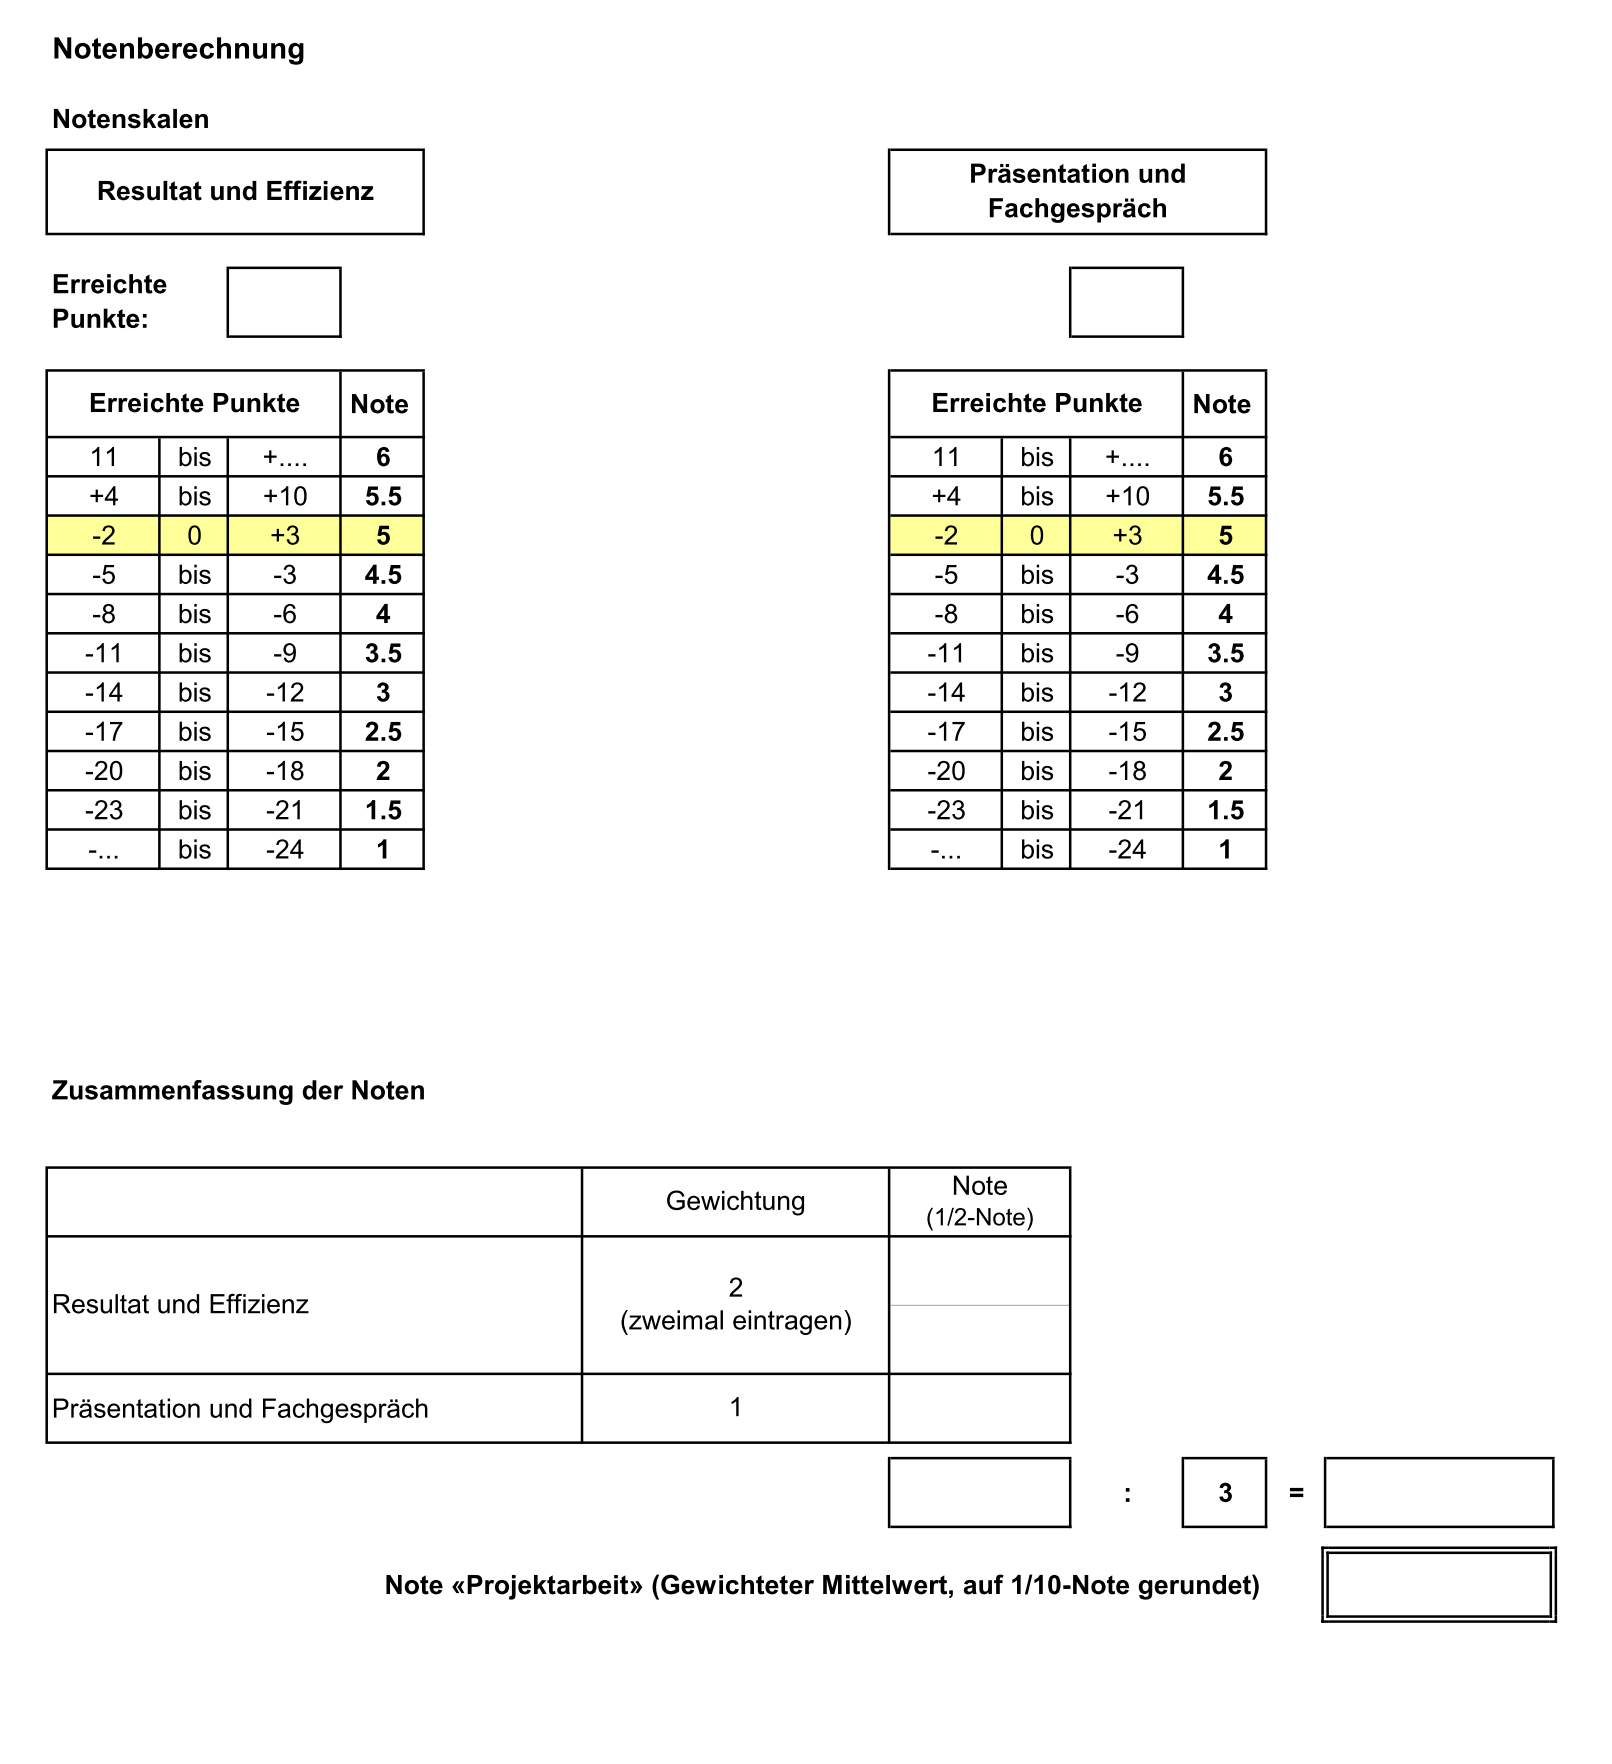 Notenberechnung
Notenskalen
Resultat und Effizienz
Präsentation und
Fachgespräch
Erreichte
Punkte:
Erreichte Punkte Note Erreichte Punkte Note
11 bis +.... 6 11 bis +.... 6
+4 bis +10 5.5 +4 bis +10 5.5
-2 0 +3 5 -2 0 +3 5
-5 bis -3 4.5 -5 bis -3 4.5
-8 bis -6 4 -8 bis -6 4
-11 bis -9 3.5 -11 bis -9 3.5
-14 bis -12 3 -14 bis -12 3
-17 bis -15 2.5 -17 bis -15 2.5
-20 bis -18 2 -20 bis -18 2
-23 bis -21 1.5 -23 bis -21 1.5
-... bis -24 1 -... bis -24 1
Zusammenfassung der Noten
Gewichtung Note
(1/2-Note)
Resultat und Effizienz 2
(zweimal eintragen)
Präsentation und Fachgespräch 1
: 3 =
Note «Projektarbeit» (Gewichteter Mittelwert, auf 1/10-Note gerundet)